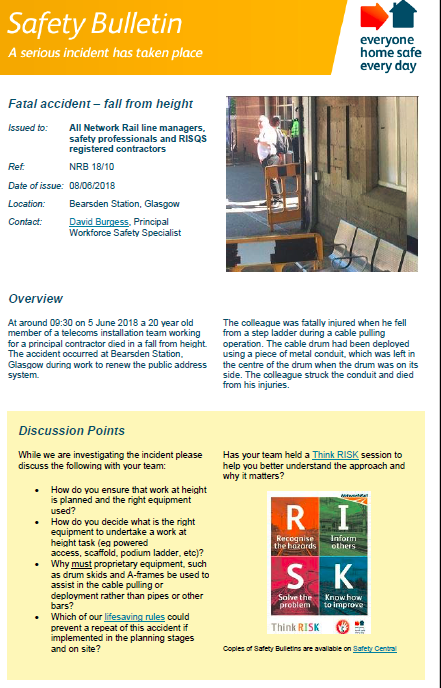 Safety Bulletin
A serious incident has taken place
everyone
home safe
every day
Fatal accident – fall from height
Issued to: All Network Rail line managers,
safety professionals and RISQS
registered contractors
Ref: NRB 18/10
Date of issue: 08/06/2018
Location: Bearsden Station, Glasgow
Contact: David Burgess, Principal
Workforce Safety Specialist
Overview
At around 09:30 on 5 June 2018 a 20 year old
member of a telecoms installation team working
for a principal contractor died in a fall from height.
The accident occurred at Bearsden Station,
Glasgow during work to renew the public address
system.
The colleague was fatally injured when he fell
from a step ladder during a cable pulling
operation. The cable drum had been deployed
using a piece of metal conduit, which was left in
the centre of the drum when the drum was on its
side. The colleague struck the conduit and died
from his injuries.
Discussion Points
While we are investigating the incident please
discuss the following with your team:
• How do you ensure that work at height
is planned and the right equipment
used?
• How do you decide what is the right
equipment to undertake a work at
height task (eg powered
access, scaffold, podium ladder, etc)?
• Why must proprietary equipment, such
as drum skids and A-frames be used to
assist in the cable pulling or
deployment rather than pipes or other
bars?
• Which of our lifesaving rules could
prevent a repeat of this accident if
implemented in the planning stages
and on site?
Has your team held a Think RISK session to
help you better understand the approach and
why it matters?
NetworkRail
R I
Recognise the hazards
Inform others
S K
Solve the problem
Know how to improve
Think RISK
Copies of Safety Bulletins are available on Safety Central